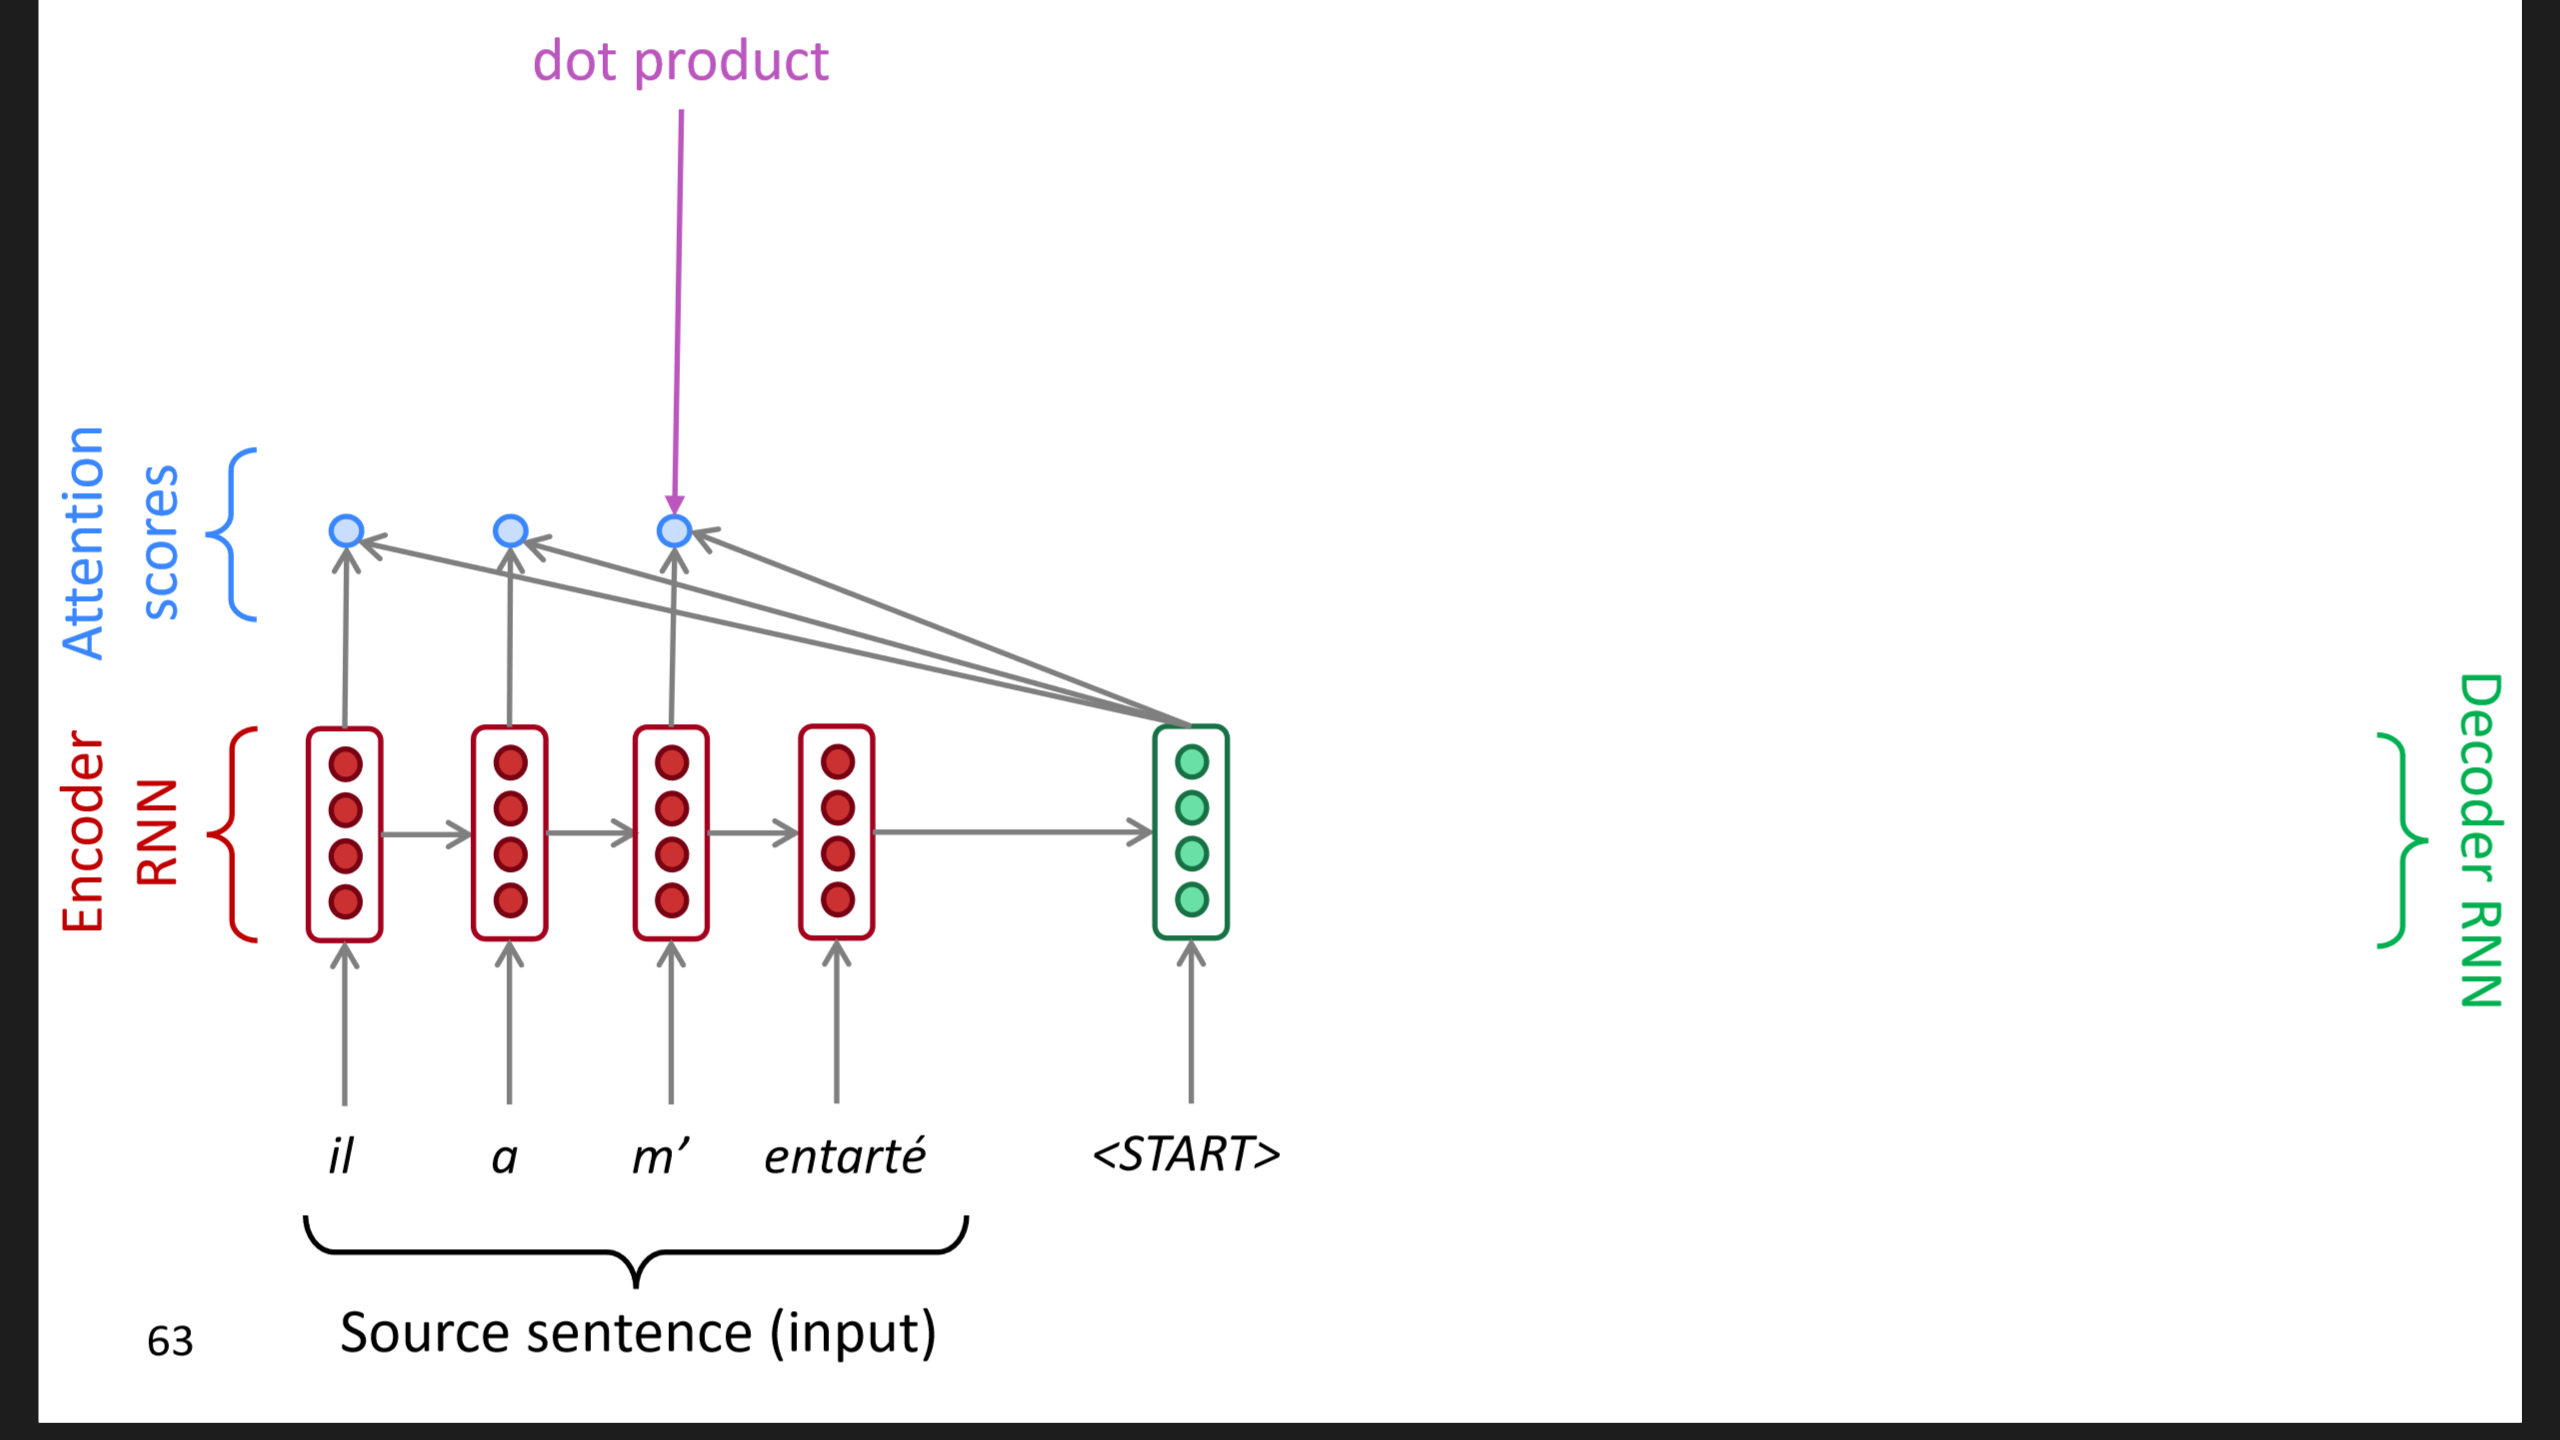 dot product
Attention
scores
Encoder
RNN
Decoder RNN
il a m’ entarté <START>
Source sentence (input)
63